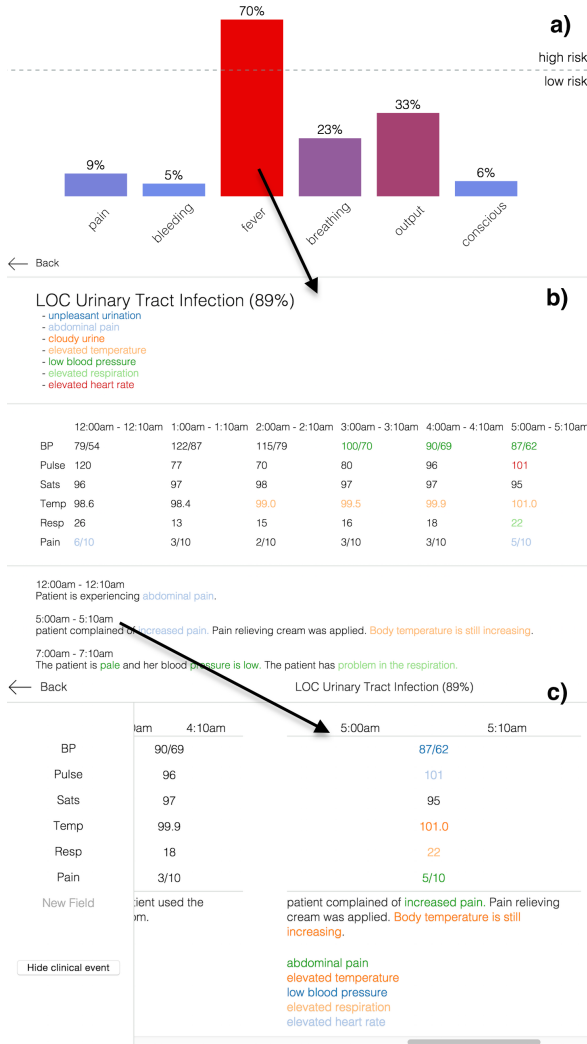 70%
a)
high risk
low risk
33%
23%
9%
5%
6%
pain
bleeding
fever
breathing
output
conscious
Back
LOC Urinary Tract Infection (89%)
b)
- unpleasant urination
- abdominal pain
- cloudy urine
- elevated temperature
- low blood pressure
- elevated respiration
- elevated heart rate
12:00am - 12:10am 1:00am - 1:10am 2:00am - 2:10am 3:00am - 3:10am 4:00am - 4:10am 5:00am - 5:10am
BP 79/54 122/87 115/79 100/70 90/69 87/62
Pulse 120 77 70 80 96 101
Sats 96 97 98 97 97 95
Temp 98.6 98.4 99.0 99.5 99.9 101.0
Resp 26 13 15 16 18 22
Pain 6/10 3/10 2/10 3/10 3/10 5/10
12:00am - 12:10am
Patient is experiencing abdominal pain.
5:00am - 5:10am
patient complained of increased pain. Pain relieving cream was applied. Body temperature is still increasing.
7:00am - 7:10am
The patient is pale and her blood pressure is low. The patient has problem in the respiration.
Back
LOC Urinary Tract Infection (89%)
c)
am 4:10am 5:00am 5:10am
BP 90/69 87/62
Pulse 96 101
Sats 97 95
Temp 99.9 101.0
Resp 18 22
Pain 3/10 5/10
New Field
tient used the
om.
patient complained of increased pain. Pain relieving
cream was applied. Body temperature is still
increasing.
Hide clinical event
abdominal pain
elevated temperature
low blood pressure
elevated respiration
elevated heart rate